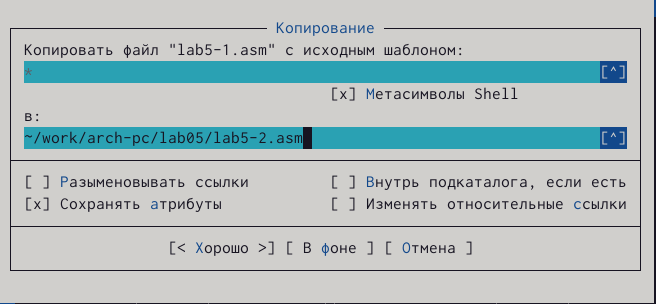 Копирование
Копировать файл "lab5-1.asm" с исходным шаблоном:
* [^]
[x] Метасимволы Shell
в:
~/work/arch-pc/lab05/lab5-2.asm [^]
[ ] Разыменовывать ссылки [ ] Внутрь подкаталога, если есть
[x] Сохранять атрибуты [ ] Изменять относительные ссылки
[< Хорошо >] [ В фоне ] [ Отмена ]